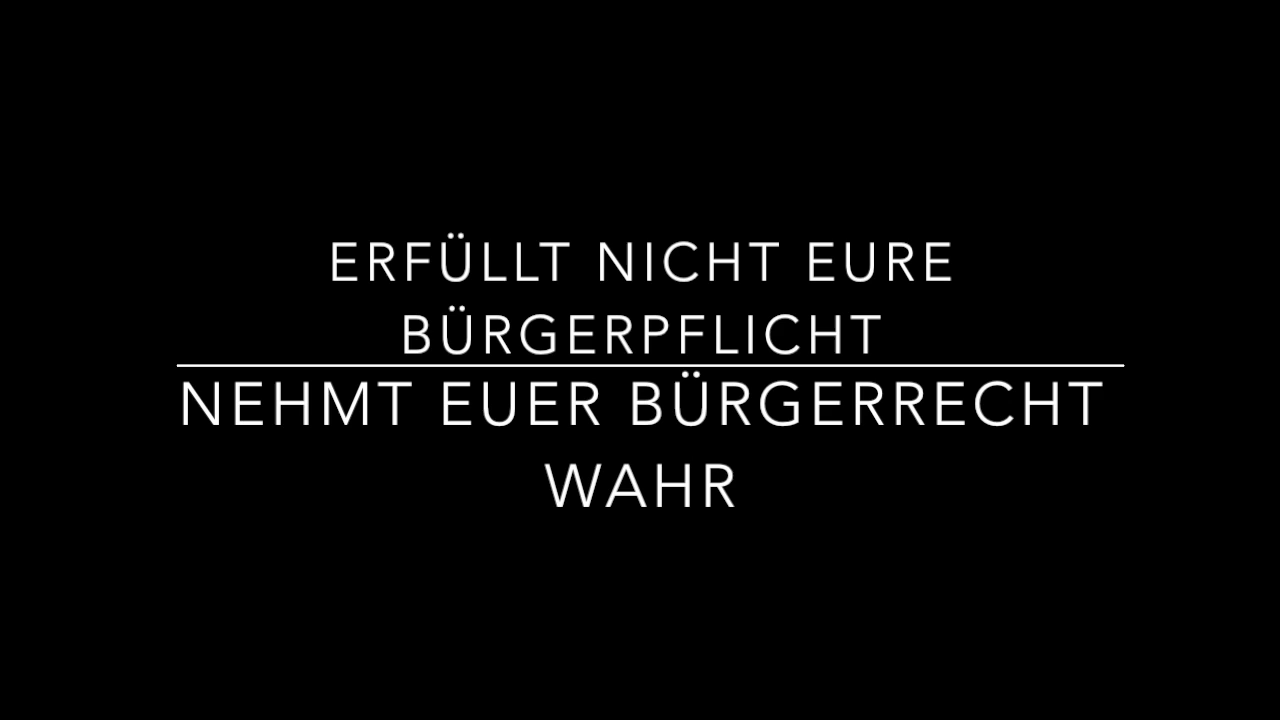 ERFÜLLT NICHT EURE
BÜRGERPFLICHT
NEHMT EUER BÜRGERRECHT
WAHR